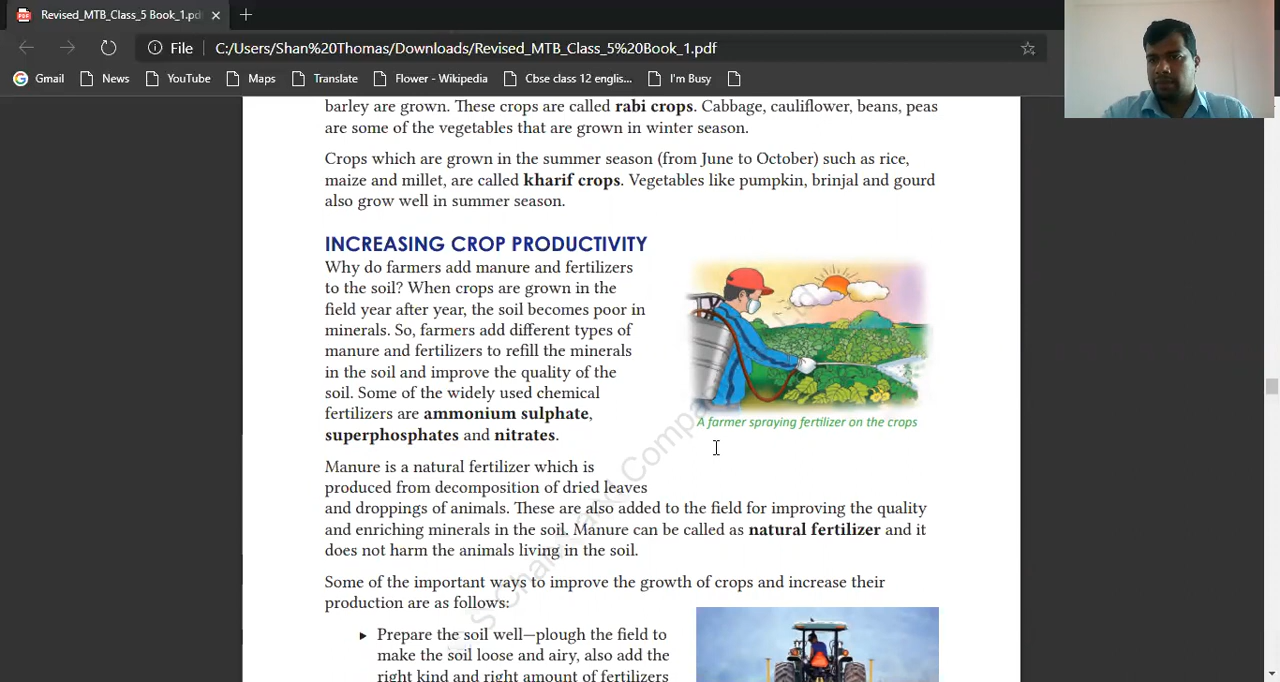 Revised_MTB_Class_5 Book_1.pd
File
C:/Users/Shan%20Thomas/Downloads/Revised_MTB_Class_5%20Book_1.pdf
Gmail News YouTube Maps Translate Flower - Wikipedia Cbse class 12 englis... I'm Busy
barley are grown. These crops are called rabi crops. Cabbage, cauliflower, beans, peas
are some of the vegetables that are grown in winter season.
Crops which are grown in the summer season (from June to October) such as rice,
maize and millet, are called kharif crops. Vegetables like pumpkin, brinjal and gourd
also grow well in summer season.
INCREASING CROP PRODUCTIVITY
Why do farmers add manure and fertilizers
to the soil? When crops are grown in the
field year after year, the soil becomes poor in
minerals. So, farmers add different types of
manure and fertilizers to refill the minerals
in the soil and improve the quality of the
soil. Some of the widely used chemical
fertilizers are ammonium sulphate,
superphosphates and nitrates.
A farmer spraying fertilizer on the crops
Manure is a natural fertilizer which is
produced from decomposition of dried leaves
and droppings of animals. These are also added to the field for improving the quality
and enriching minerals in the soil. Manure can be called as natural fertilizer and it
does not harm the animals living in the soil.
Some of the important ways to improve the growth of crops and increase their
production are as follows:
Prepare the soil well—plough the field to
make the soil loose and airy, also add the
right kind and right amount of fertilizers
S Chand and Company Ltd